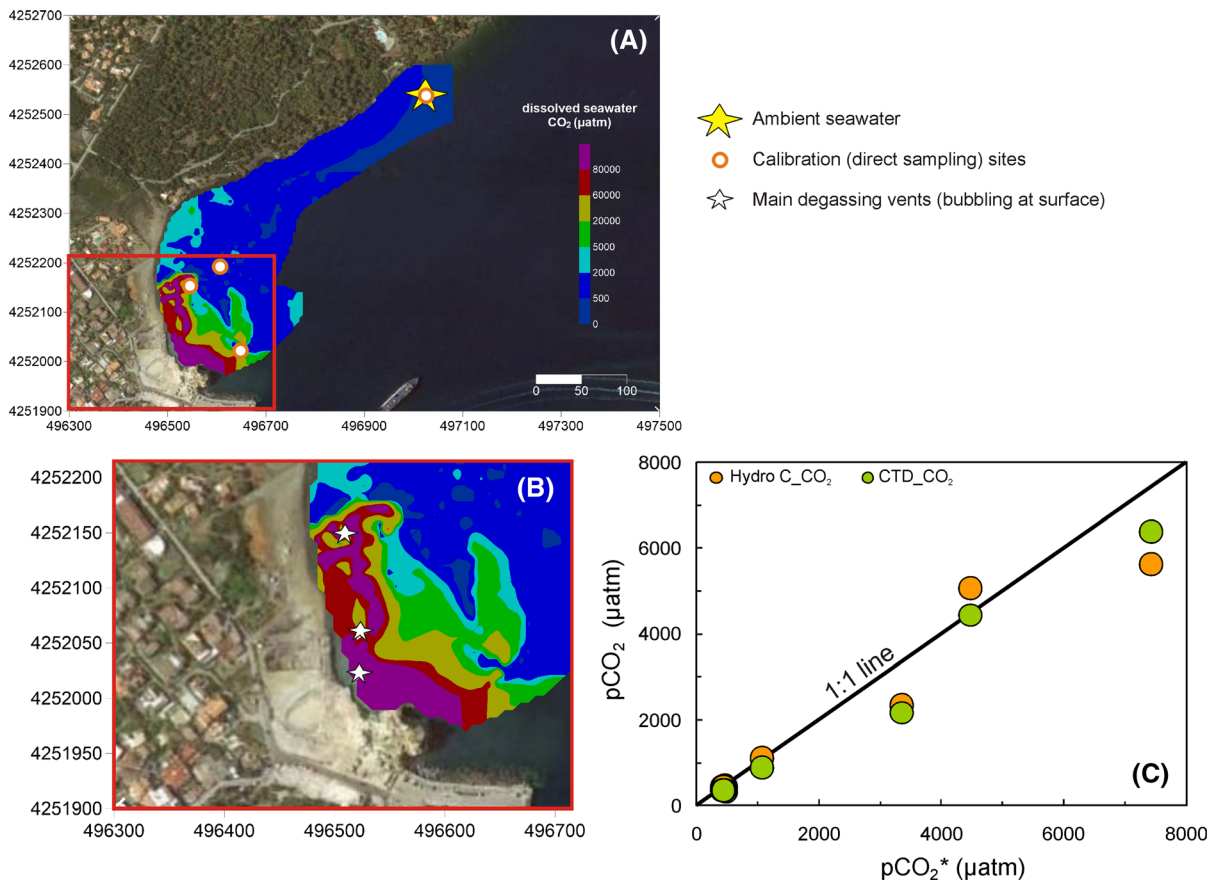 (A)
4252700
4252600
4252500
4252400
4252300
4252200
4252100
4252000
4251900
496300 496500 496700 496900 497100 497300 497500
dissolved seawater
CO₂ (µatm)
80000
60000
20000
5000
2000
500
0
0 50 100
Ambient seawater
Calibration (direct sampling) sites
Main degassing vents (bubbling at surface)
(B)
4252200
4252150
4252100
4252050
4252000
4251950
4251900
496300 496400 496500 496600 496700
Hydro C_CO₂ CTD_CO₂
8000
6000
4000
2000
0
pCO₂ (µatm)
1:1 line
(C)
0 2000 4000 6000 8000
pCO₂* (µatm)